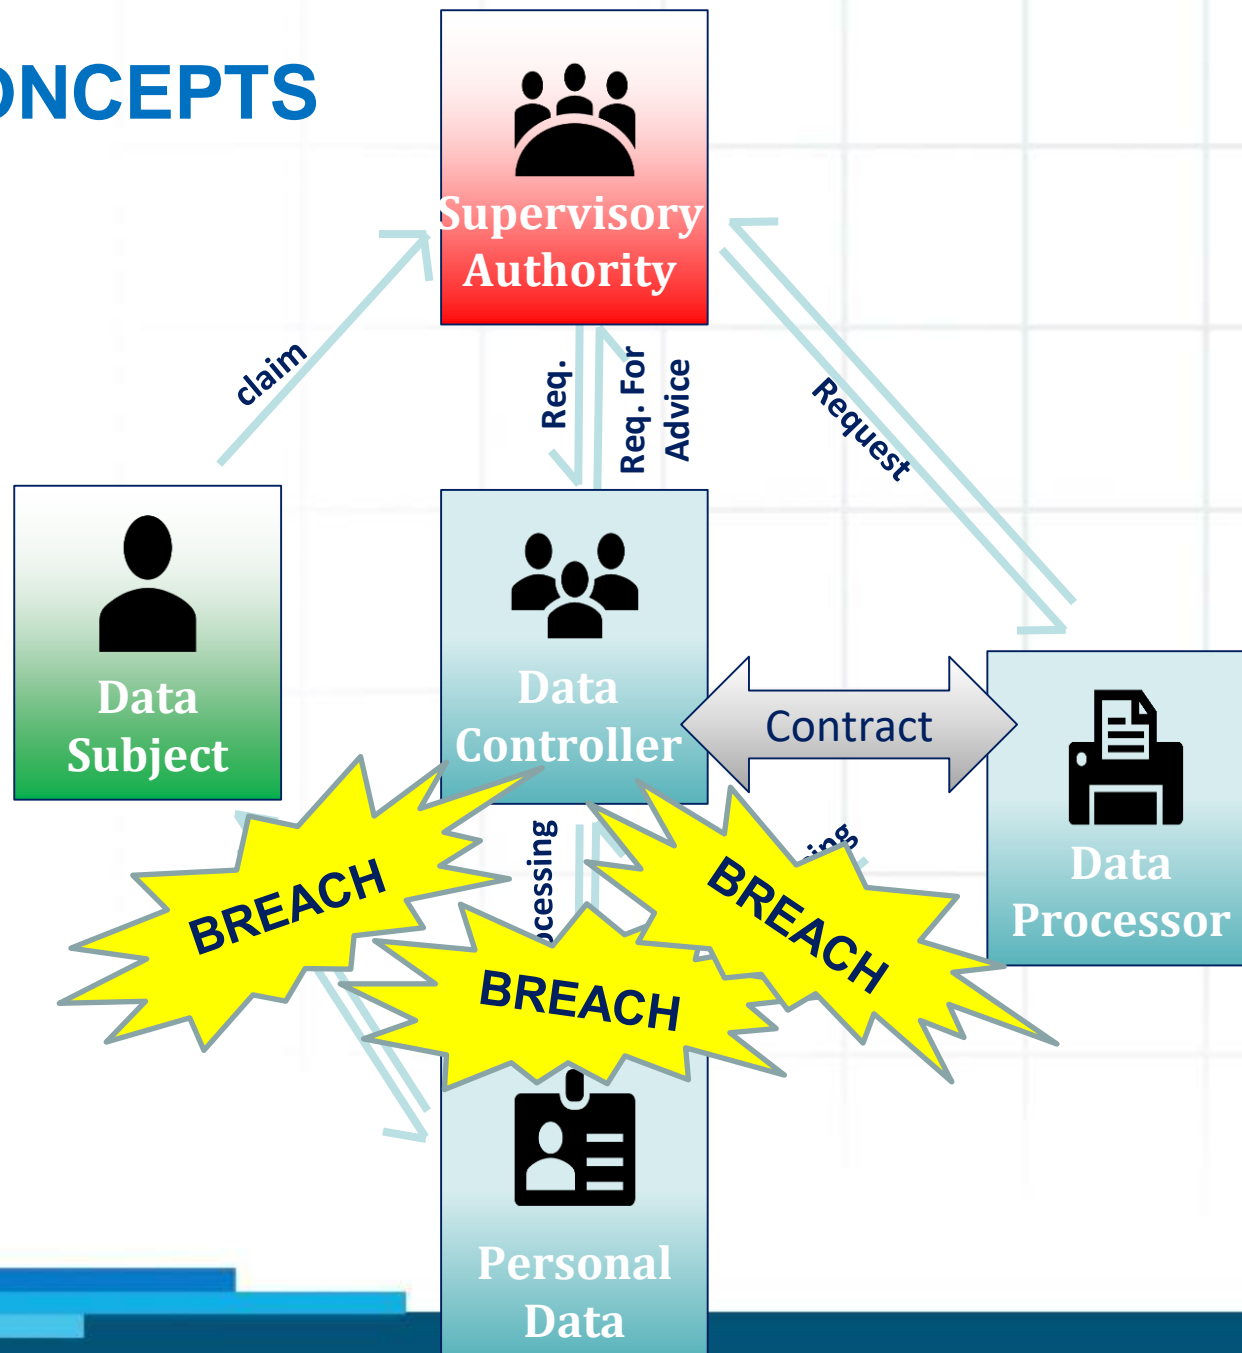 ONCEPTS
Supervisory
Authority
claim
Req.
Req. For
Advice
Request
Data
Subject
Data
Controller
Contract
Data
Processor
BREACH
BREACH
BREACH
Personal
Data